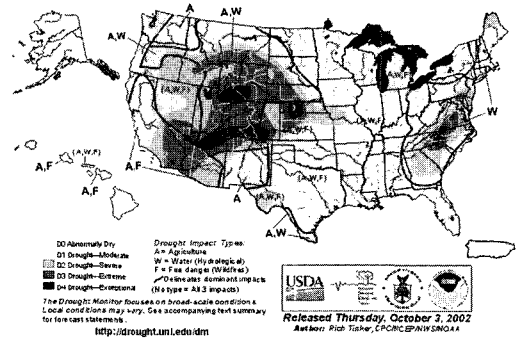 A
A,W
A,W
(A,W,F)
(A,W,F)
(A,W,F)
(A,W,F)
W
(A,W,F)
A,F
A,F
A,F
(A,W,F)
A
(A,W,F)
(A,W,F)
A,W
D0 Abnormally Dry
D1 Drought—Moderate
D2 Drought—Severe
D3 Drought—Extreme
D4 Drought—Exceptional
Drought Impact Types:
A = Agriculture
W = Water (Hydrological)
F = Fire danger (Wildfires)
Delineates dominant impacts
(No type = All 3 impacts)
The Drought Monitor focuses on broad-scale conditions.
Local conditions may vary. See accompanying text summary
for forecast statements.
http://drought.unl.edu/dm
USDA
Released Thursday, October 3, 2002
Author: Rich Tinker, CPC/NCEP/NWS/NOAA